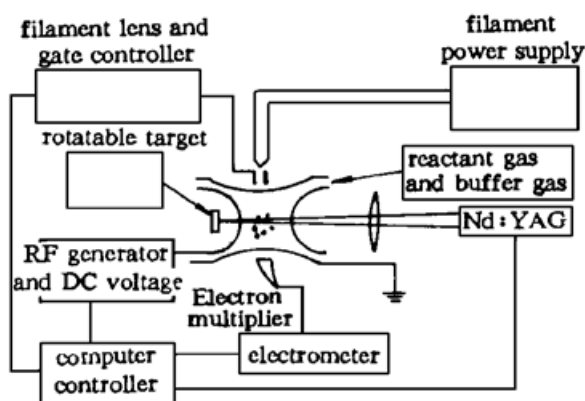 filament lens and
gate controller
filament
power supply
rotatable target
reactant gas
and buffer gas
Nd:YAG
RF generator
and DC voltage
Electron
multiplier
electrometer
computer
controller